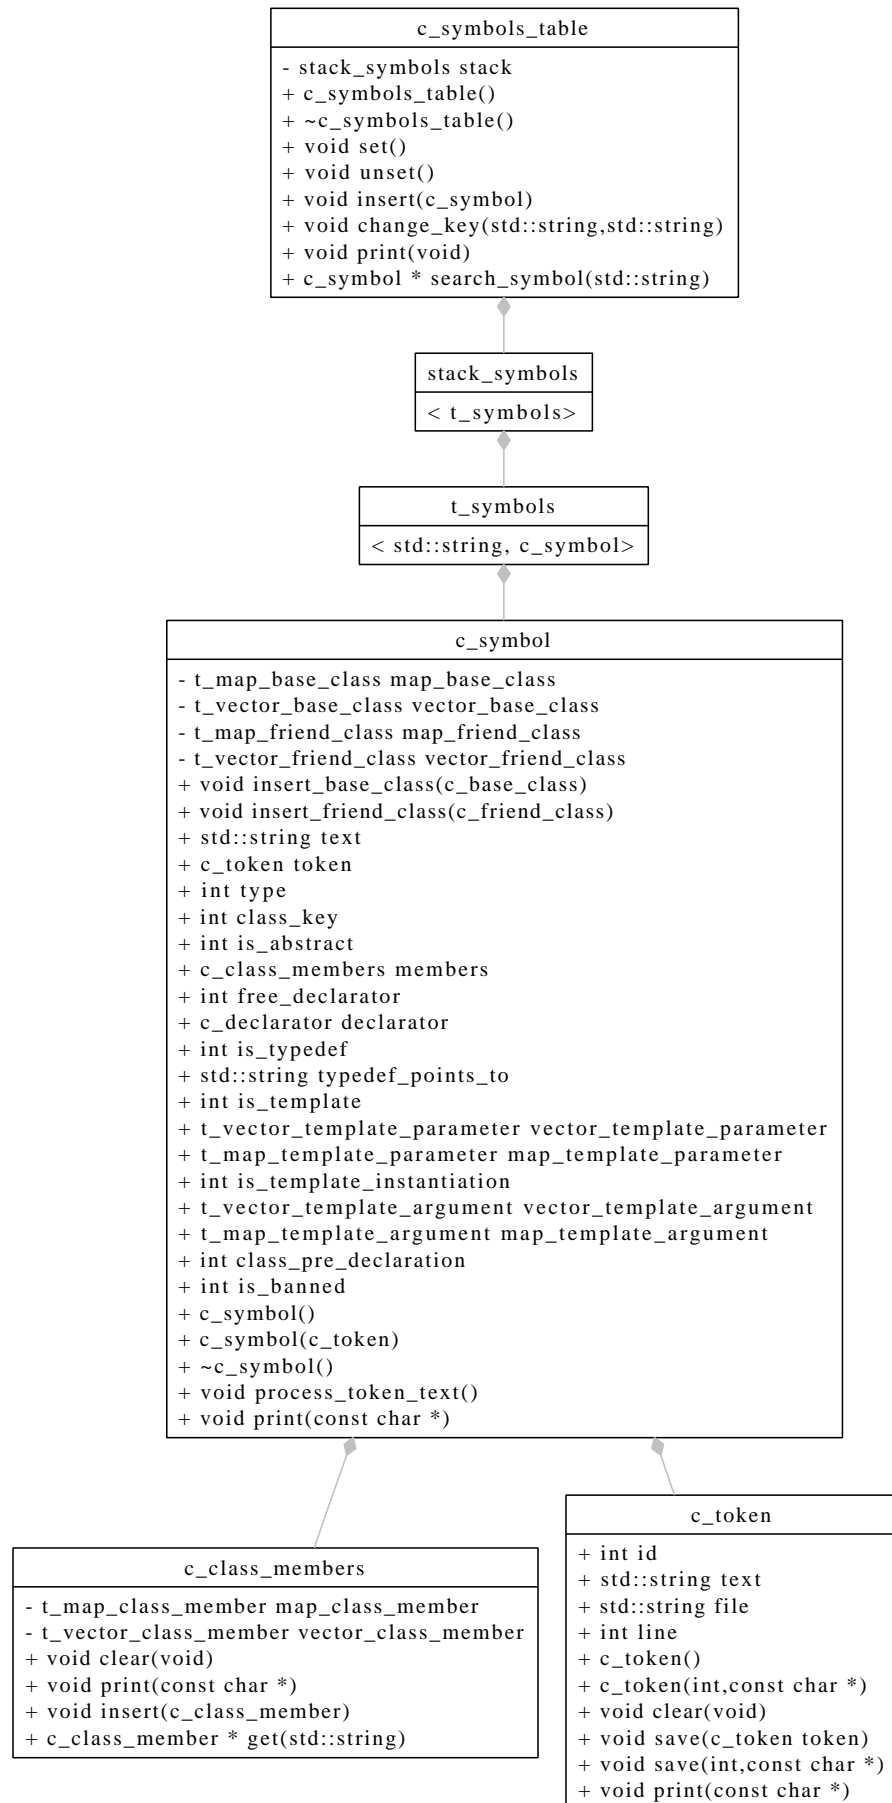 c_symbols_table
- stack_symbols stack
+ c_symbols_table()
+ ~c_symbols_table()
+ void set()
+ void unset()
+ void insert(c_symbol)
+ void change_key(std::string,std::string)
+ void print(void)
+ c_symbol * search_symbol(std::string)
stack_symbols
< t_symbols>
t_symbols
< std::string, c_symbol>
c_symbol
- t_map_base_class map_base_class
- t_vector_base_class vector_base_class
- t_map_friend_class map_friend_class
- t_vector_friend_class vector_friend_class
+ void insert_base_class(c_base_class)
+ void insert_friend_class(c_friend_class)
+ std::string text
+ c_token token
+ int type
+ int class_key
+ int is_abstract
+ c_class_members members
+ int free_declarator
+ c_declarator declarator
+ int is_typedef
+ std::string typedef_points_to
+ int is_template
+ t_vector_template_parameter vector_template_parameter
+ t_map_template_parameter map_template_parameter
+ int is_template_instantiation
+ t_vector_template_argument vector_template_argument
+ t_map_template_argument map_template_argument
+ int class_pre_declaration
+ int is_banned
+ c_symbol()
+ c_symbol(c_token)
+ ~c_symbol()
+ void process_token_text()
+ void print(const char *)
c_class_members
- t_map_class_member map_class_member
- t_vector_class_member vector_class_member
+ void clear(void)
+ void print(const char *)
+ void insert(c_class_member)
+ c_class_member * get(std::string)
c_token
+ int id
+ std::string text
+ std::string file
+ int line
+ c_token()
+ c_token(int,const char *)
+ void clear(void)
+ void save(c_token token)
+ void save(int,const char *)
+ void print(const char *)